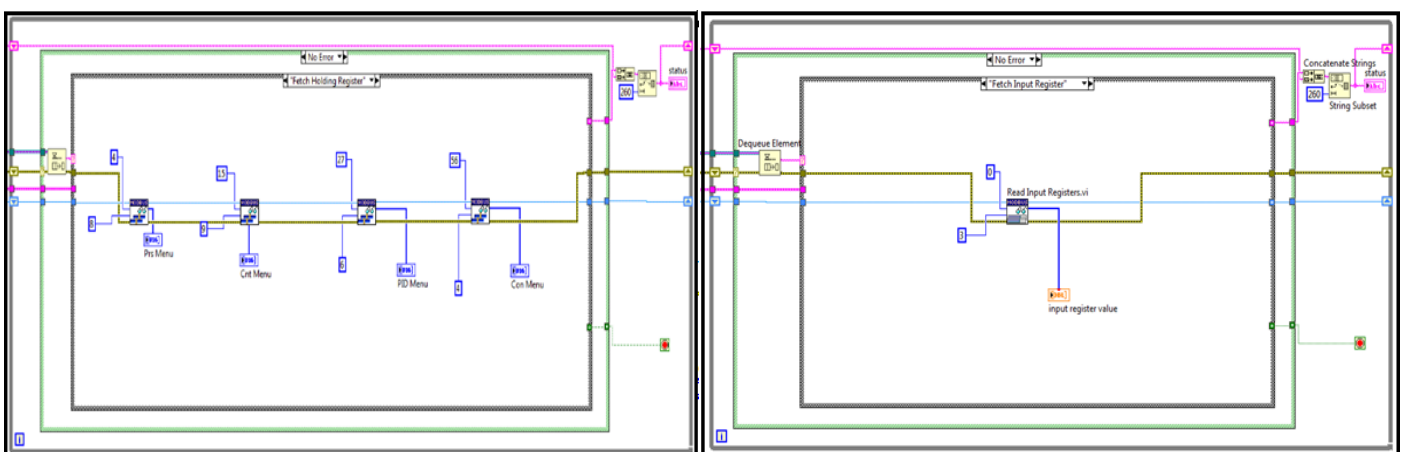 No Error
"Fetch Holding Register"
status
260
4
15
27
56
8
9
6
4
Prs Menu
Cnt Menu
PID Menu
Con Menu
i
No Error
"Fetch Input Register"
Concatenate Strings
status
260
String Subset
Dequeue Element
0
Read Input Registers.vi
3
input register value
i